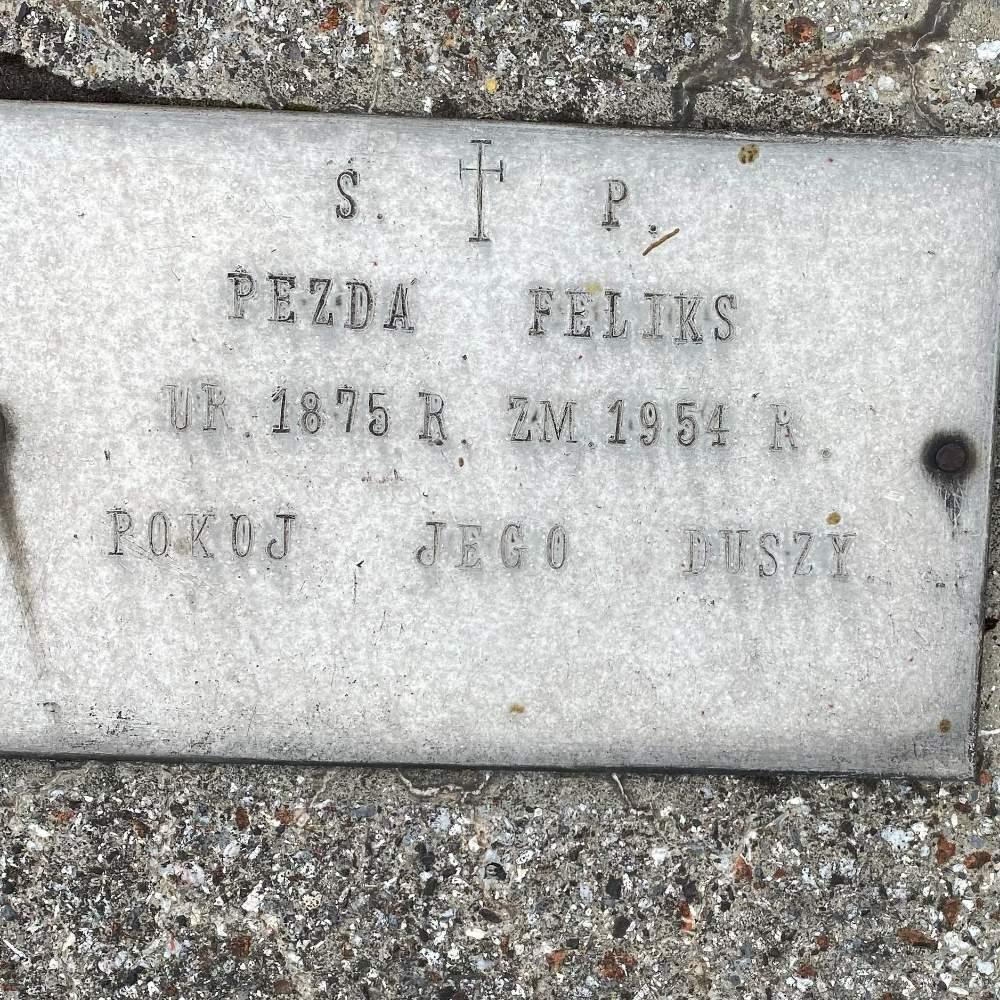 Ś. P.
PEZDA FELIKS
UR. 1875 R. ZM. 1954 R.
POKOJ JEGO DUSZY.